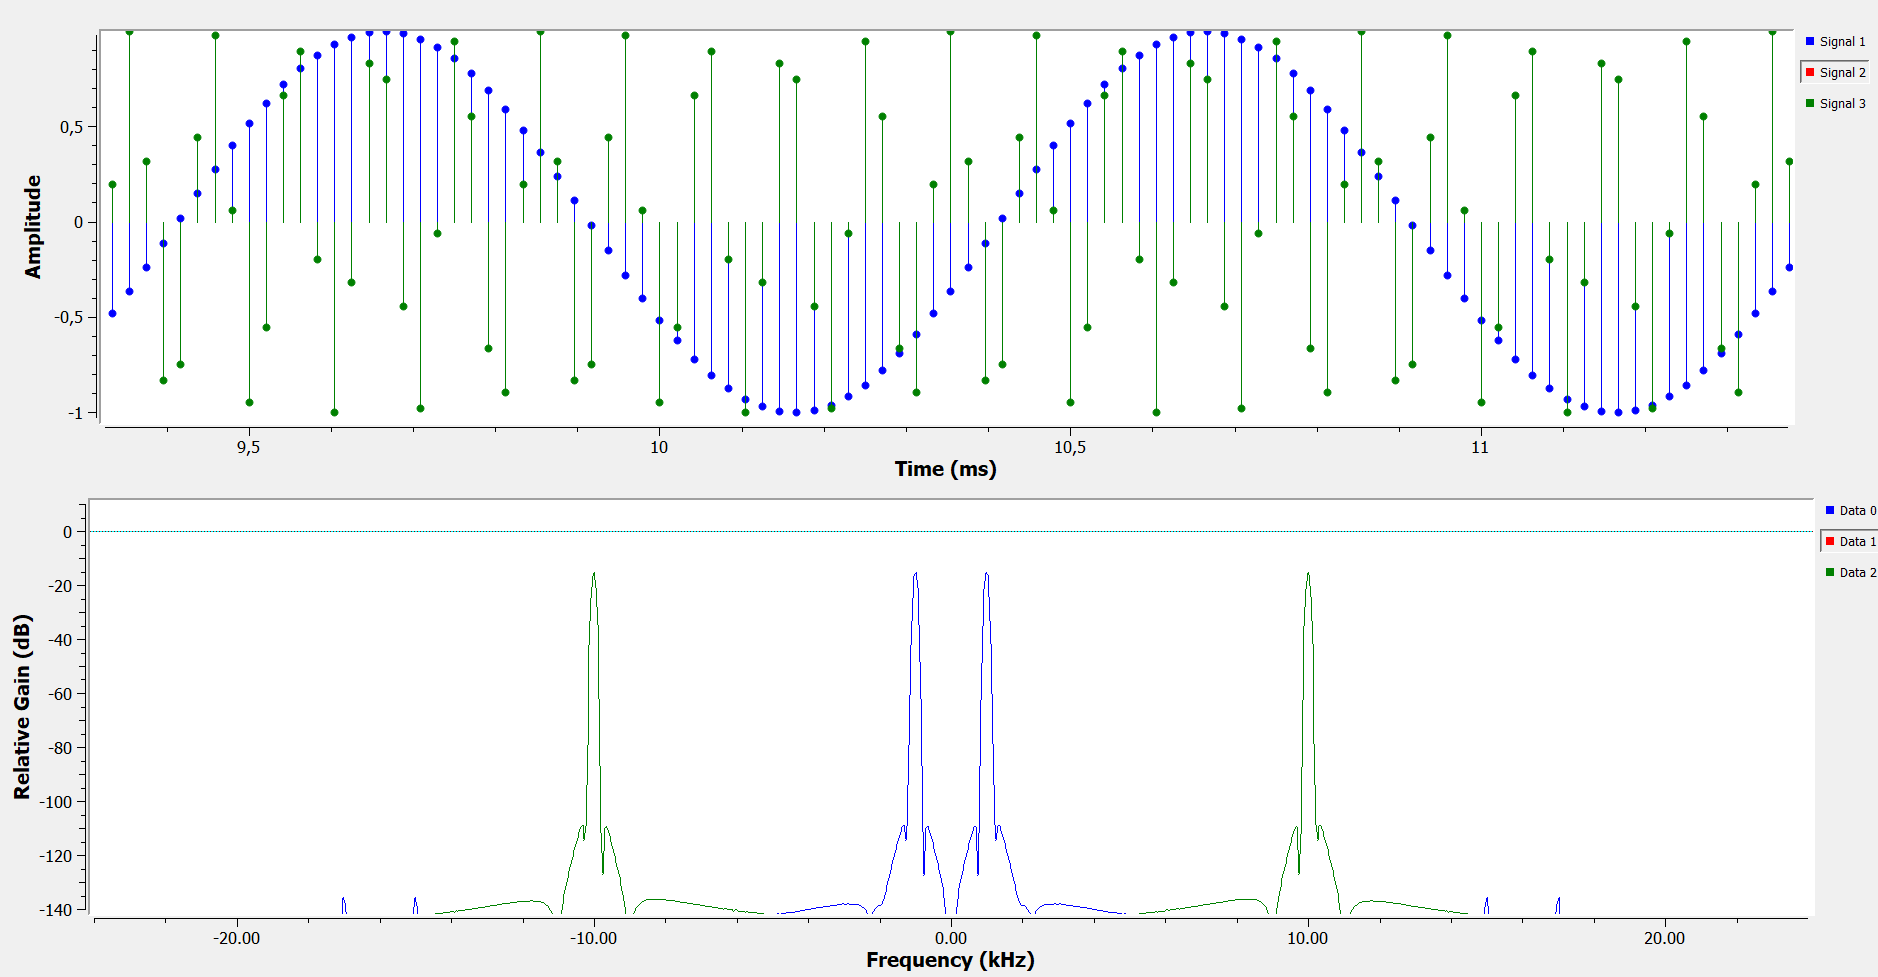 Signal 1
Signal 2
Signal 3
0,5
0
-0,5
-1
Amplitude
9,5
10
10,5
11
Time (ms)
Data 0
Data 1
Data 2
0
-20
-40
-60
-80
-100
-120
-140
Relative Gain (dB)
-20.00
-10.00
0.00
10.00
20.00
Frequency (kHz)